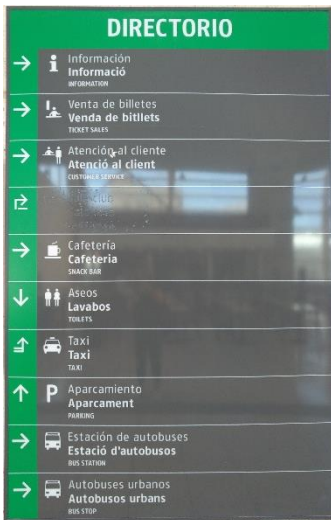 DIRECTORIO
Información
Informació
INFORMATION
Venta de billetes
Venda de bitllets
TICKET SALES
Atención al cliente
Atenció al client
CUSTOMER SERVICE
Cafetería
Cafeteria
SNACK BAR
Aseos
Lavabos
TOILETS
Taxi
Taxi
TAXI
P
Aparcamiento
Aparcament
PARKING
Estación de autobuses
Estació d'autobusos
BUS STATION
Autobuses urbanos
Autobusos urbans
BUS STOP